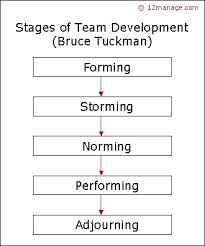 © 12manage.com
Stages of Team Development
(Bruce Tuckman)
Forming
Storming
Norming
Performing
Adjourning